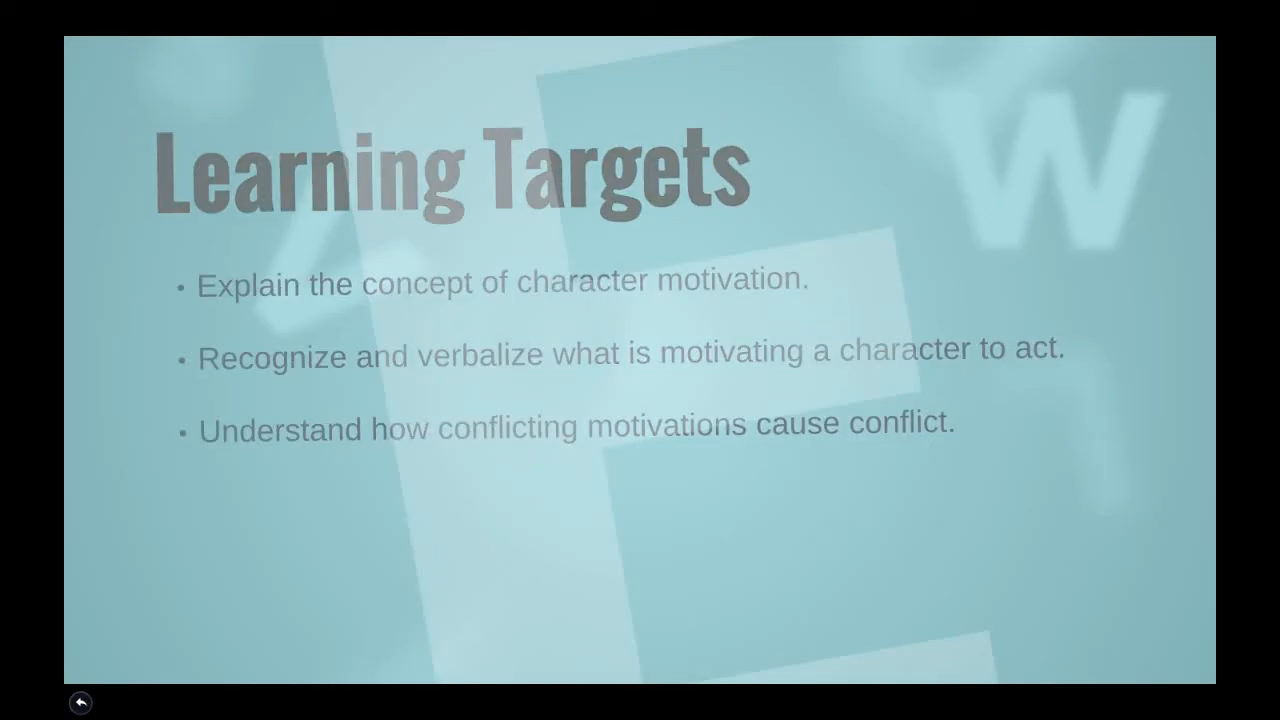 Learning Targets
• Explain the concept of character motivation.
• Recognize and verbalize what is motivating a character to act.
• Understand how conflicting motivations cause conflict.
W